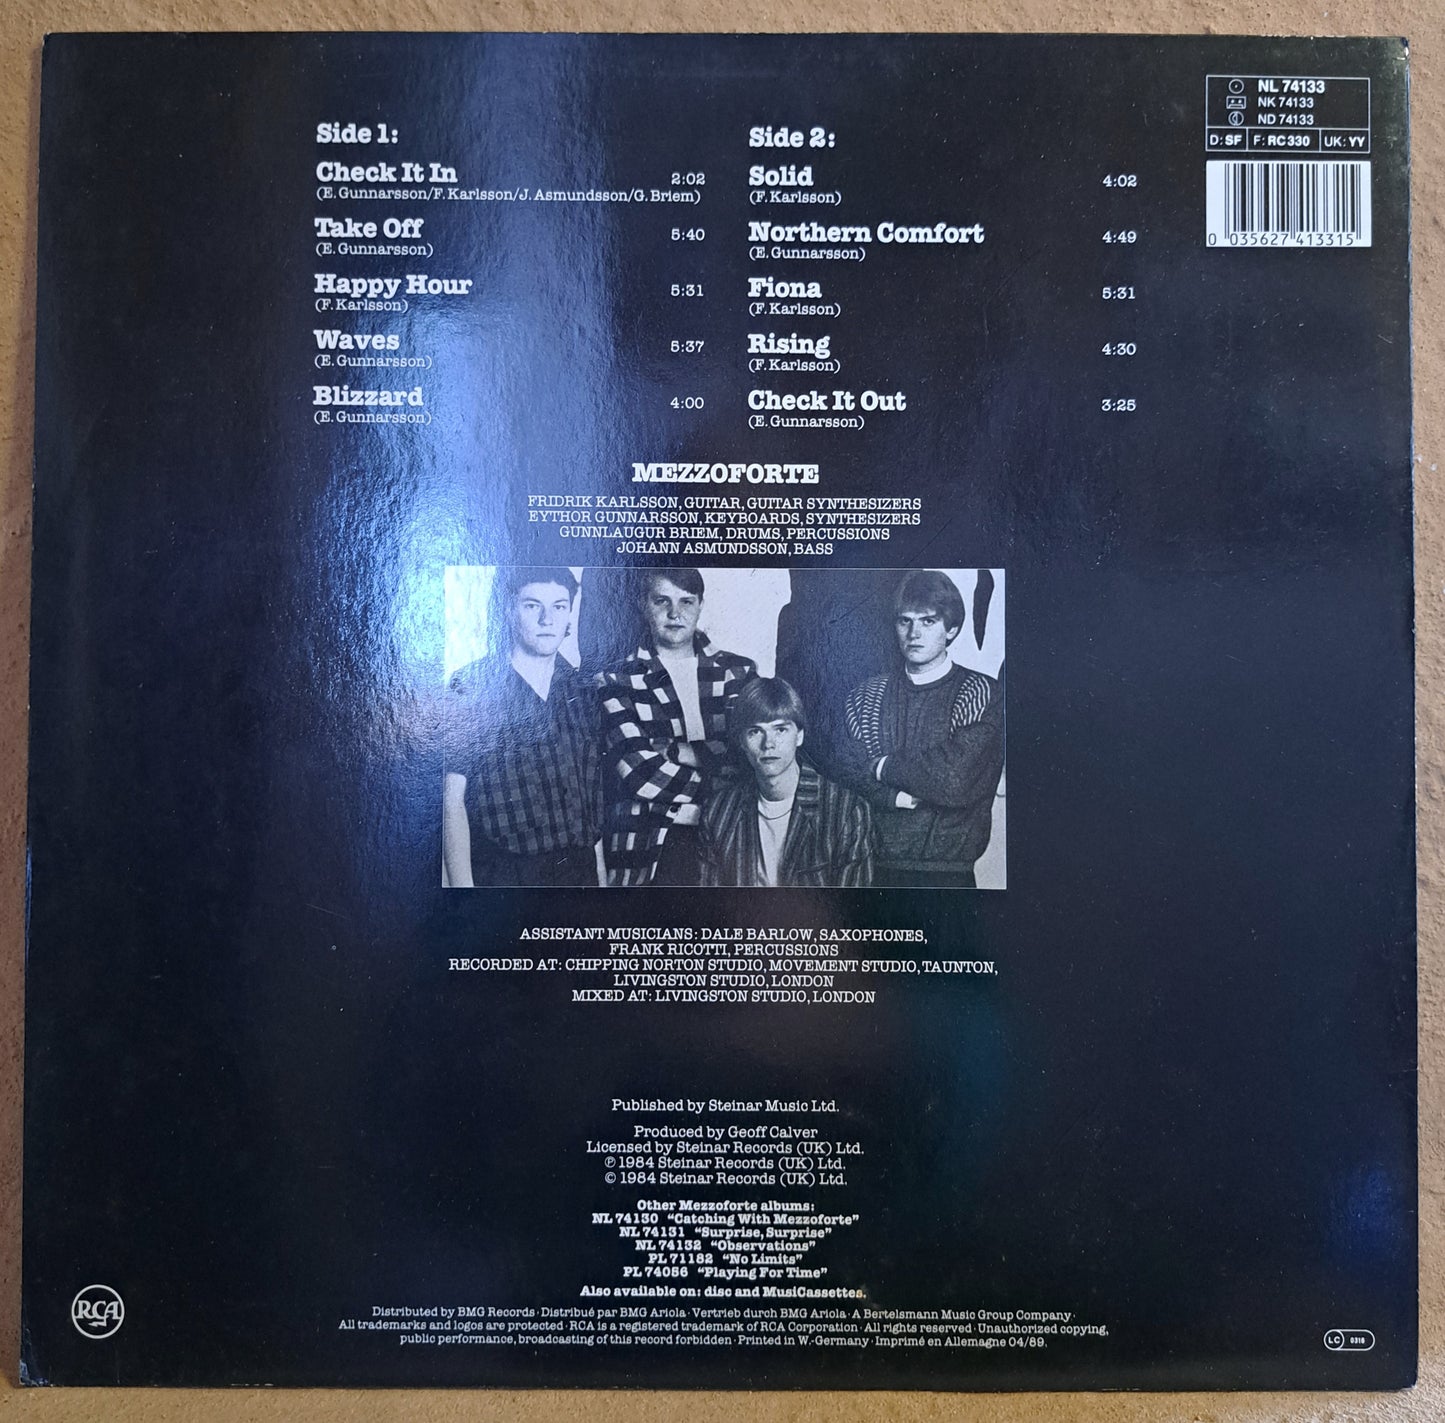 NL 74133
NK 74133
ND 74133
D: SF F: RC 330 UK: YY
0 035627 413315
Side 1:
Check It In 2:02
(E. Gunnarsson/F. Karlsson/J. Asmundsson/G. Briem)
Take Off 5:40
(E. Gunnarsson)
Happy Hour 5:31
(F. Karlsson)
Waves 5:37
(E. Gunnarsson)
Blizzard 4:00
(E. Gunnarsson)
Side 2:
Solid 4:02
(F. Karlsson)
Northern Comfort 4:49
(E. Gunnarsson)
Fiona 5:31
(F. Karlsson)
Rising 4:30
(F. Karlsson)
Check It Out 3:25
(E. Gunnarsson)
MEZZOFORTE
FRIDRIK KARLSSON, GUITAR, GUITAR SYNTHESIZERS
EYTHOR GUNNARSSON, KEYBOARDS, SYNTHESIZERS
GUNNLAUGUR BRIEM, DRUMS, PERCUSSIONS
JOHANN ASMUNDSSON, BASS
ASSISTANT MUSICIANS: DALE BARLOW, SAXOPHONES,
FRANK RICOTTI, PERCUSSIONS
RECORDED AT: CHIPPING NORTON STUDIO, MOVEMENT STUDIO, TAUNTON,
LIVINGSTON STUDIO, LONDON
MIXED AT: LIVINGSTON STUDIO, LONDON
Published by Steinar Music Ltd.
Produced by Geoff Calver
Licensed by Steinar Records (UK) Ltd.
℗ 1984 Steinar Records (UK) Ltd.
© 1984 Steinar Records (UK) Ltd.
Other Mezzoforte albums:
NL 74130 "Catching With Mezzoforte"
NL 74131 "Surprise, Surprise"
NL 74132 "Observations"
PL 71182 "No Limits"
PL 74056 "Playing For Time"
Also available on: disc and MusiCassettes.
Distributed by BMG Records · Distribué par BMG Ariola · Vertrieb durch BMG Ariola · A Bertelsmann Music Group Company ·
All trademarks and logos are protected · RCA is a registered trademark of RCA Corporation · All rights reserved · Unauthorized copying,
public performance, broadcasting of this record forbidden · Printed in W.-Germany · Imprimé en Allemagne 04/89.
RCA
LC 0316